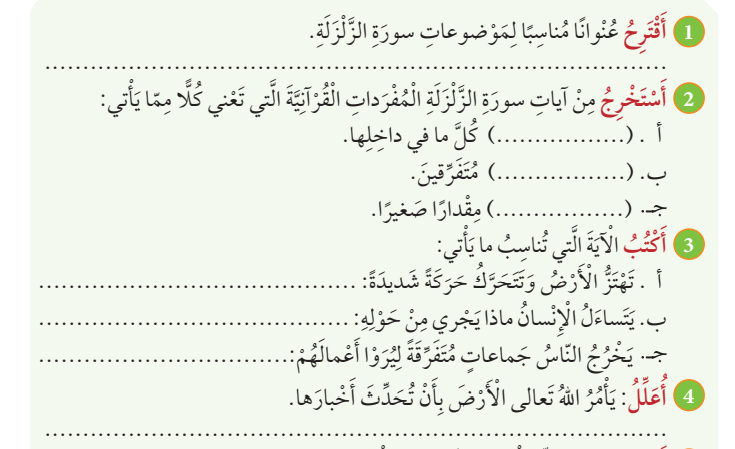 1 أَقْتَرِحُ عُنْوانًا مُناسِبًا لِمَوْضوعاتِ سورَةِ الزَّلْزَلَةِ.
................................................................................
2 أَسْتَخْرِجُ مِنْ آياتِ سورَةِ الزَّلْزَلَةِ الْمُفْرَداتِ الْقُرْآنِيَّةَ الَّتي تَعْني كُلًّا مِمّا يَأْتي:
أ . (.................) كُلَّ ما في داخِلِها.
ب. (.................) مُتَفَرِّقينَ.
جـ. (.................) مِقْدارًا صَغيرًا.
3 أَكْتُبُ الْآيَةَ الَّتي تُناسِبُ ما يَأْتي:
أ . تَهْتَزُّ الْأَرْضُ وَتَتَحَرَّكُ حَرَكَةً شَديدَةً: .........................................
ب. يَتَساءَلُ الْإِنْسانُ ماذا يَجْري مِنْ حَوْلِهِ: .........................................
جـ. يَخْرُجُ النّاسُ جَماعاتٍ مُتَفَرِّقَةً لِيُرَوْا أَعْمالَهُمْ:.................................
4 أُعَلِّلُ: يَأْمُرُ اللهُ تَعالى الْأَرْضَ بِأَنْ تُحَدِّثَ أَخْبارَها.
................................................................................